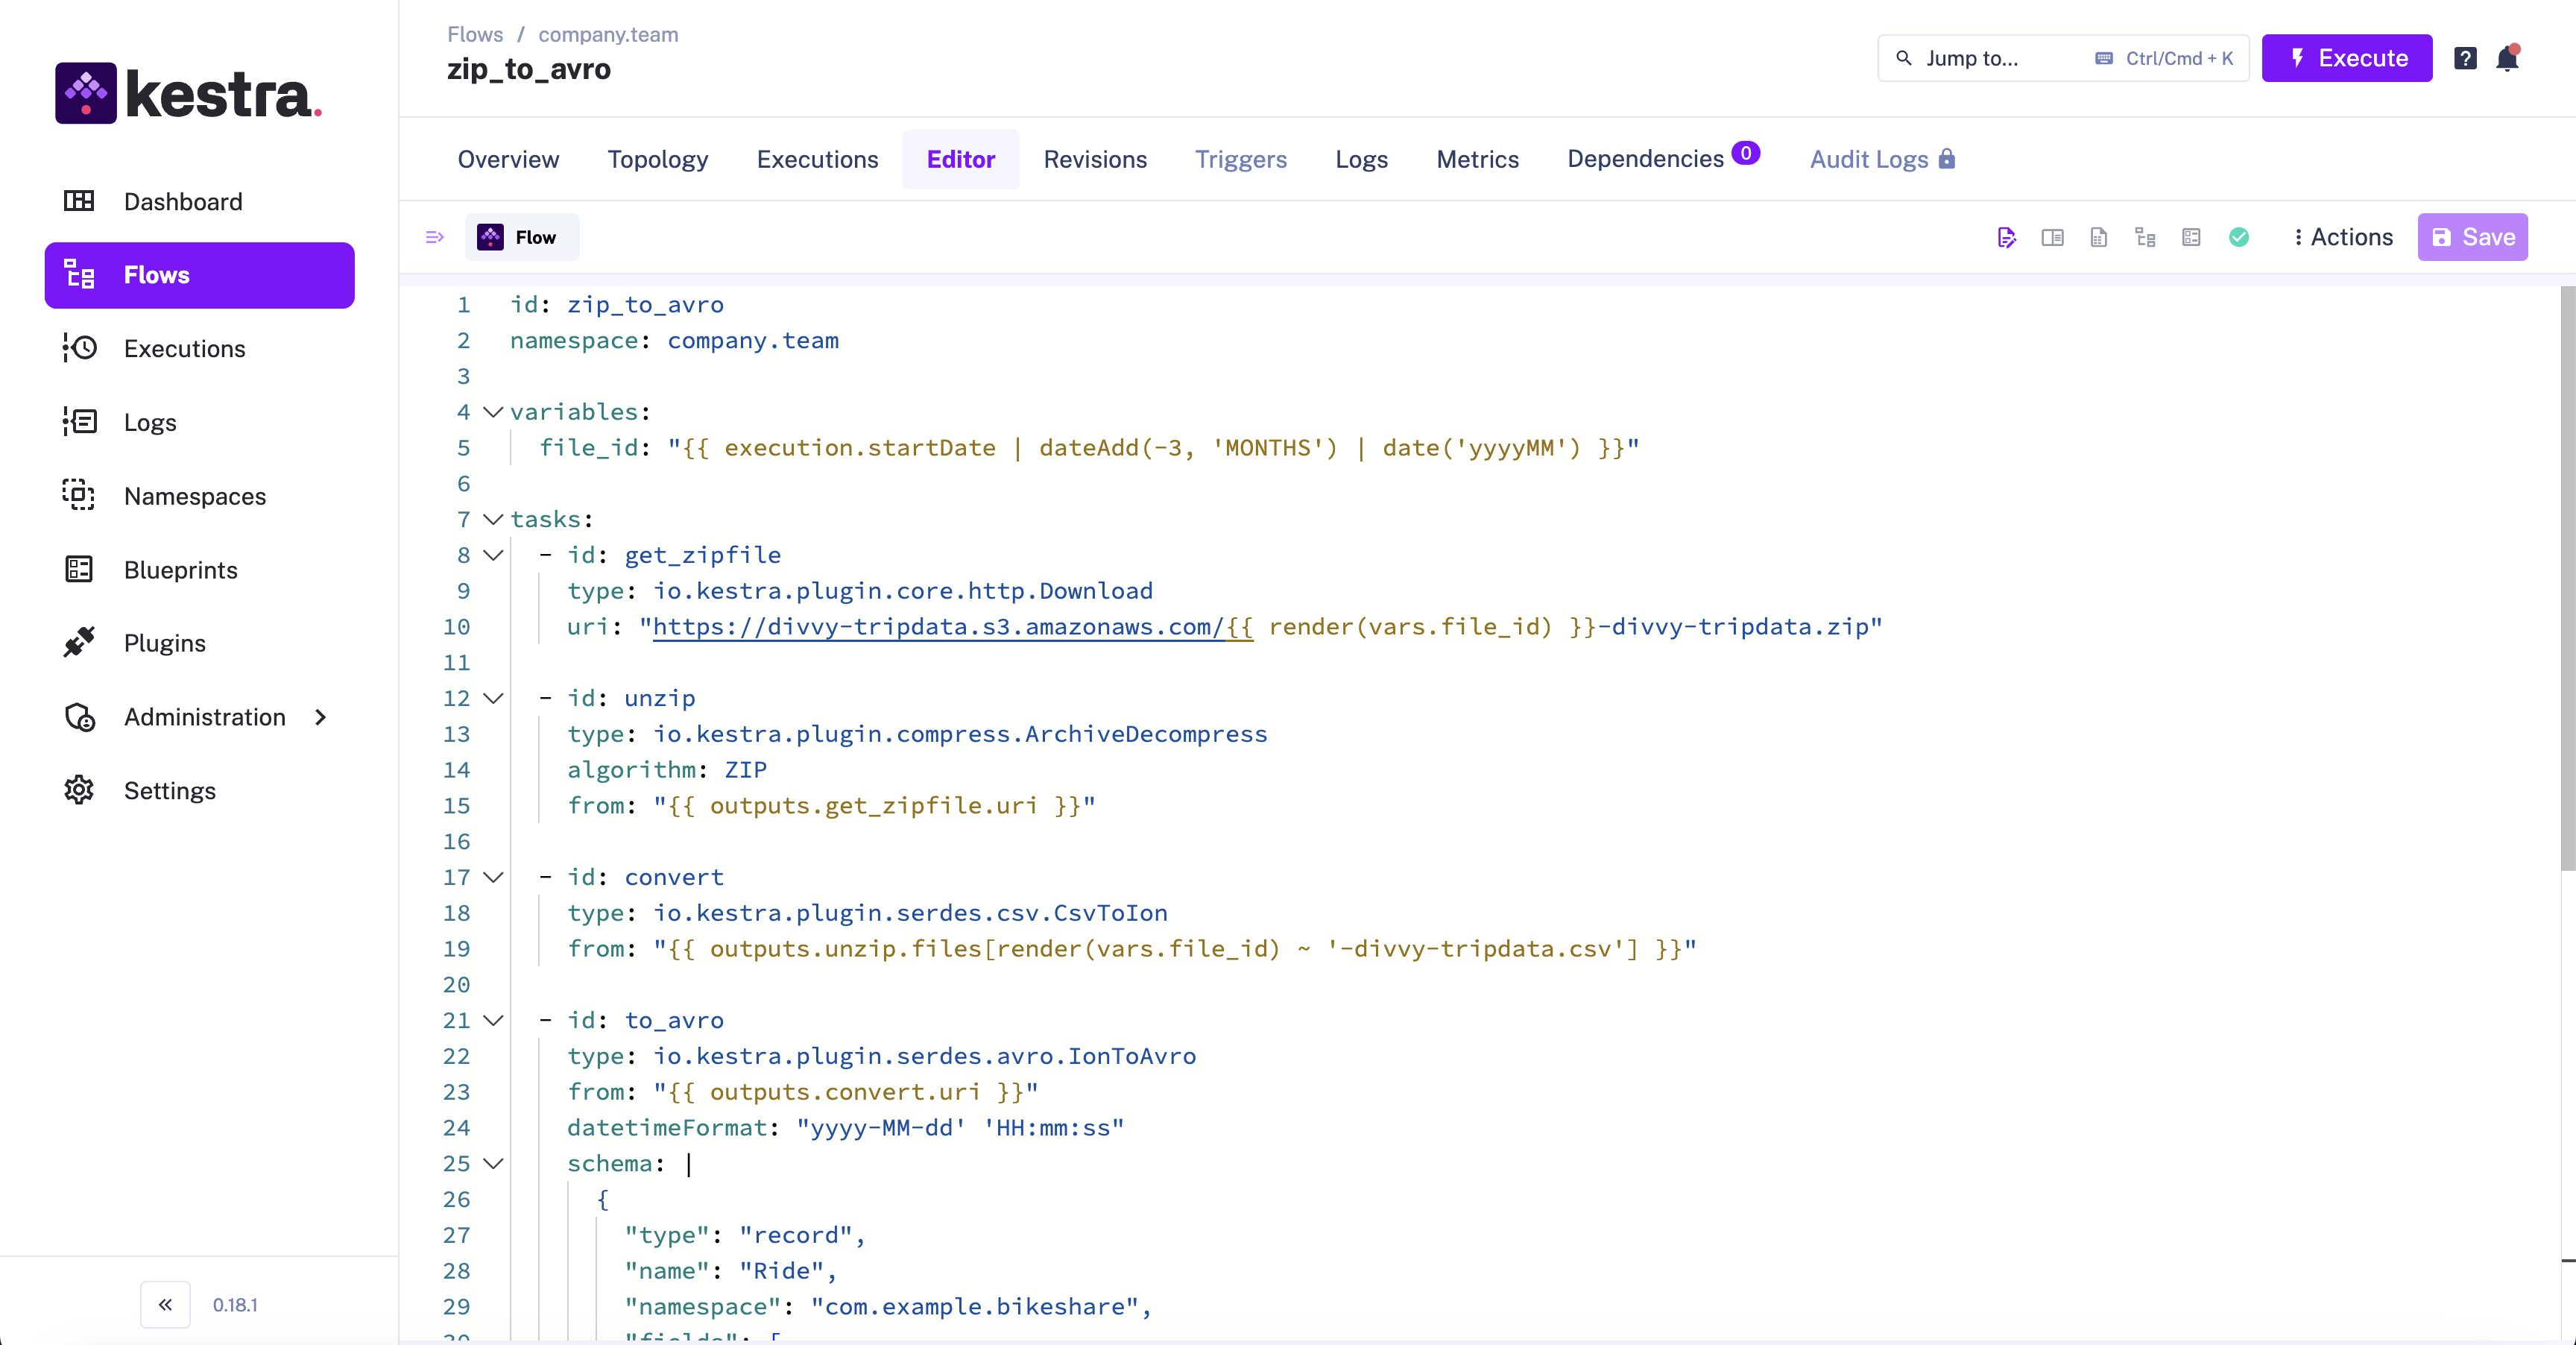 kestra.
Dashboard
Flows
Executions
Logs
Namespaces
Blueprints
Plugins
Administration
Settings
0.18.1
Flows / company.team
zip_to_avro
Jump to... Ctrl/Cmd + K
Execute
Overview Topology Executions Editor Revisions Triggers Logs Metrics Dependencies 0 Audit Logs
Flow
Actions Save
1 id: zip_to_avro
2 namespace: company.team
3
4 variables:
5 file_id: "{{ execution.startDate | dateAdd(-3, 'MONTHS') | date('yyyyMM') }}"
6
7 tasks:
8 - id: get_zipfile
9 type: io.kestra.plugin.core.http.Download
10 uri: "https://divvy-tripdata.s3.amazonaws.com/{{ render(vars.file_id) }}-divvy-tripdata.zip"
11
12 - id: unzip
13 type: io.kestra.plugin.compress.ArchiveDecompress
14 algorithm: ZIP
15 from: "{{ outputs.get_zipfile.uri }}"
16
17 - id: convert
18 type: io.kestra.plugin.serdes.csv.CsvToIon
19 from: "{{ outputs.unzip.files[render(vars.file_id) ~ '-divvy-tripdata.csv'] }}"
20
21 - id: to_avro
22 type: io.kestra.plugin.serdes.avro.IonToAvro
23 from: "{{ outputs.convert.uri }}"
24 datetimeFormat: "yyyy-MM-dd' 'HH:mm:ss"
25 schema: |
26 {
27 "type": "record",
28 "name": "Ride",
29 "namespace": "com.example.bikeshare",
30 "fields": [